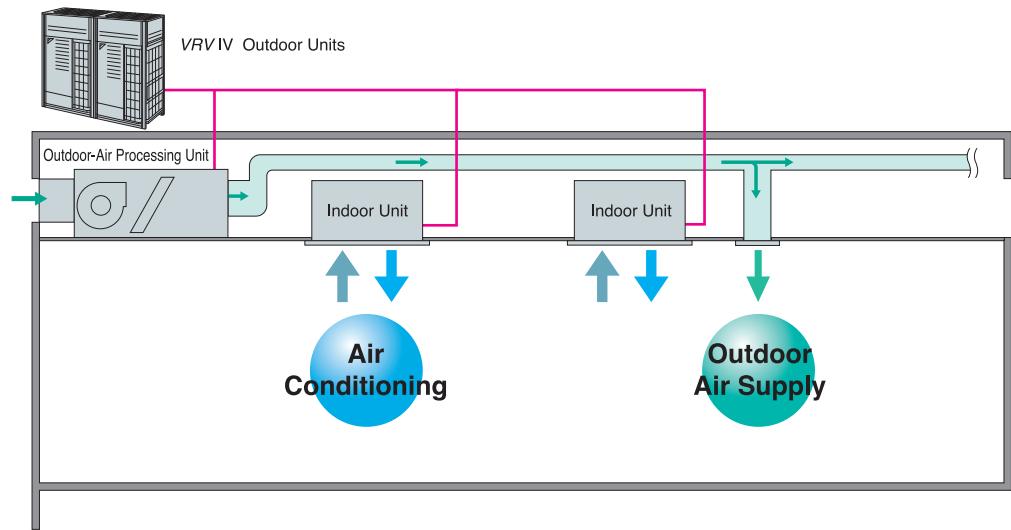 VRV IV Outdoor Units
Outdoor-Air Processing Unit
Indoor Unit
Indoor Unit
Air
Conditioning
Outdoor
Air Supply